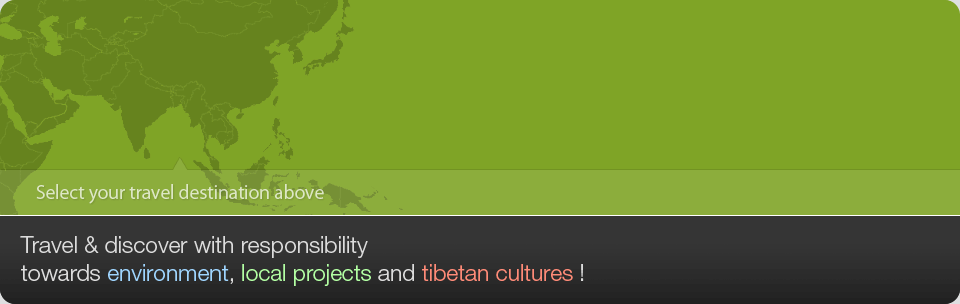 Select your travel destination above
Travel & discover with responsibility
towards environment, local projects and tibetan cultures !